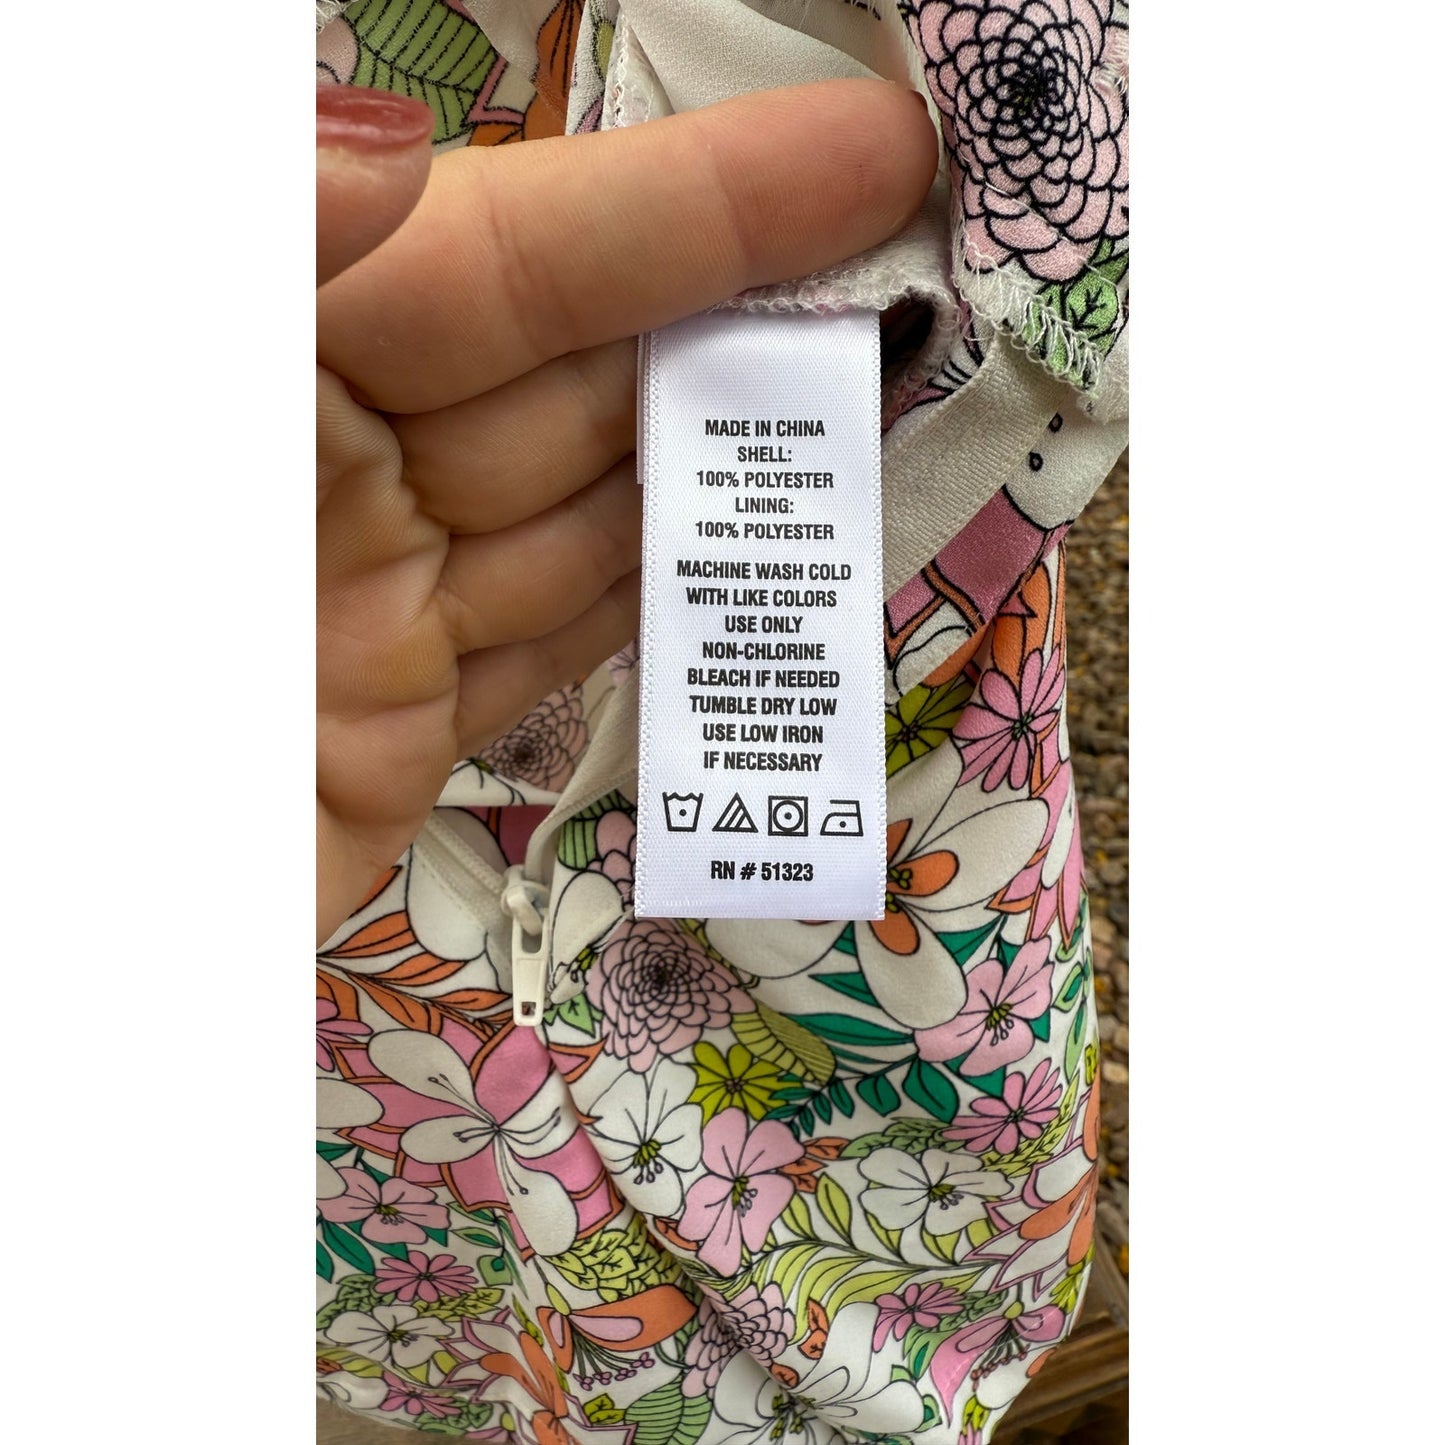 MADE IN CHINA
SHELL:
100% POLYESTER
LINING:
100% POLYESTER
MACHINE WASH COLD
WITH LIKE COLORS
USE ONLY
NON-CHLORINE
BLEACH IF NEEDED
TUMBLE DRY LOW
USE LOW IRON
IF NECESSARY
RN # 51323